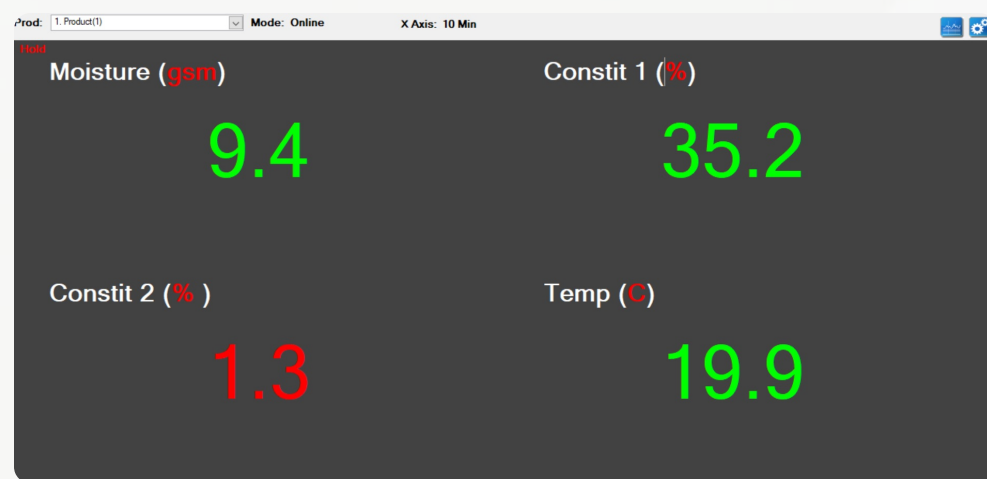 Prod: 1. Product(1) Mode: Online X Axis: 10 Min
Hold
Moisture (gsm) Constit 1 (%)
9.4 35.2
Constit 2 (% ) Temp (C)
1.3 19.9